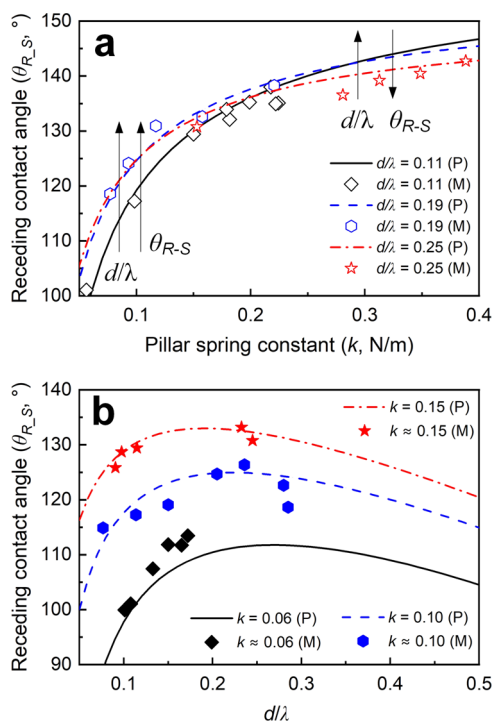 a
150
140
130
120
110
100
Receding contact angle (θR_S, °)
d/λ
θR-S
d/λ
θR-S
d/λ = 0.11 (P)
d/λ = 0.11 (M)
d/λ = 0.19 (P)
d/λ = 0.19 (M)
d/λ = 0.25 (P)
d/λ = 0.25 (M)
0.1 0.2 0.3 0.4
Pillar spring constant (k, N/m)
b
140
130
120
110
100
90
Receding contact angle (θR_S, °)
k = 0.15 (P)
k ≈ 0.15 (M)
k = 0.06 (P) k = 0.10 (P)
k ≈ 0.06 (M) k ≈ 0.10 (M)
0.1 0.2 0.3 0.4 0.5
d/λ